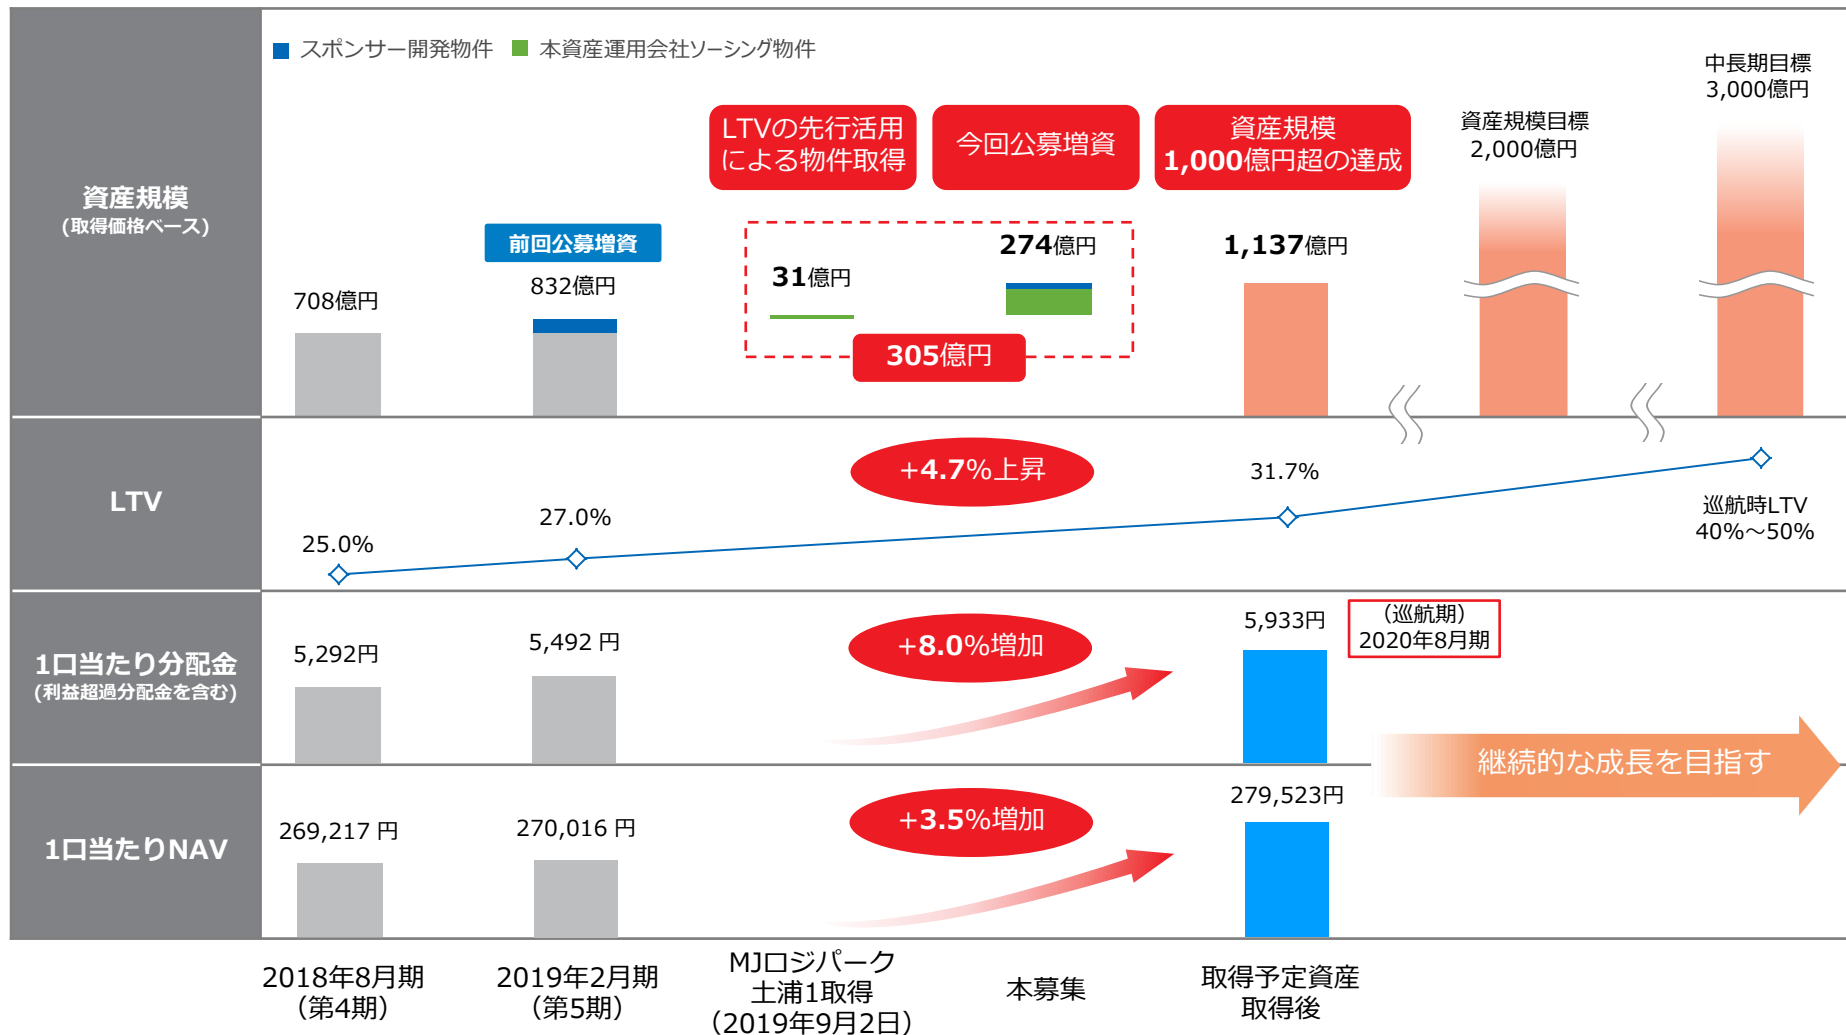 スポンサー開発物件
本資産運用会社ソーシング物件
資産規模
(取得価格ベース)
708億円
前回公募増資
832億円
LTVの先行活用
による物件取得
今回公募増資
資産規模
1,000億円超の達成
31億円
274億円
305億円
1,137億円
資産規模目標
2,000億円
中長期目標
3,000億円
LTV
25.0%
27.0%
+4.7%上昇
31.7%
巡航時LTV
40%～50%
1口当たり分配金
(利益超過分配金を含む)
5,292円
5,492 円
+8.0%増加
5,933円
（巡航期）
2020年8月期
継続的な成長を目指す
1口当たりNAV
269,217 円
270,016 円
+3.5%増加
279,523円
2018年8月期
（第4期）
2019年2月期
（第5期）
MJロジパーク
土浦1取得
（2019年9月2日）
本募集
取得予定資産
取得後